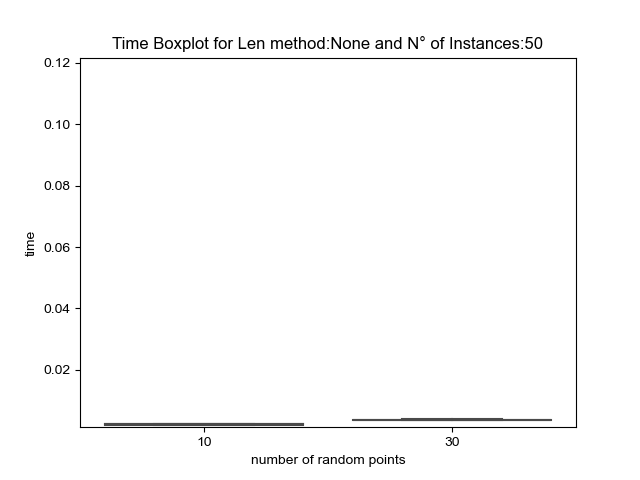 Time Boxplot for Len method:None and N° of Instances:50
0.12
0.10
0.08
0.06
0.04
0.02
time
10
30
number of random points